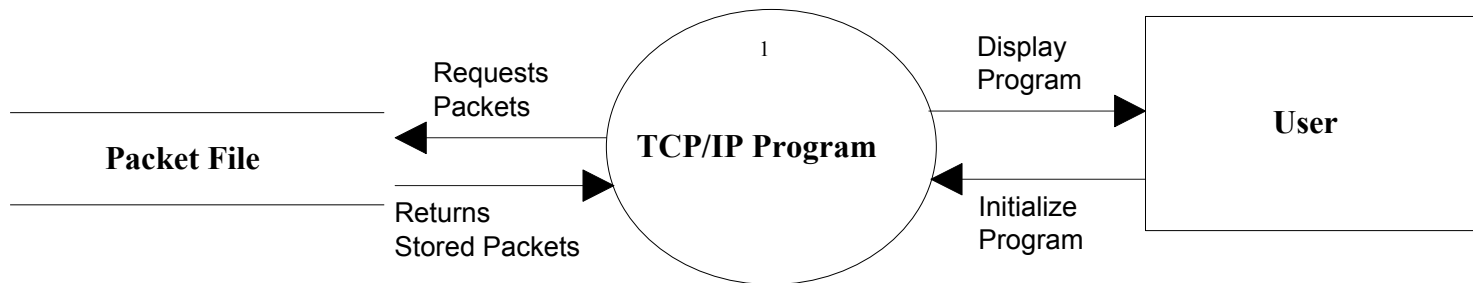 Packet File
Requests
Packets
Returns
Stored Packets
1
TCP/IP Program
Display
Program
Initialize
Program
User